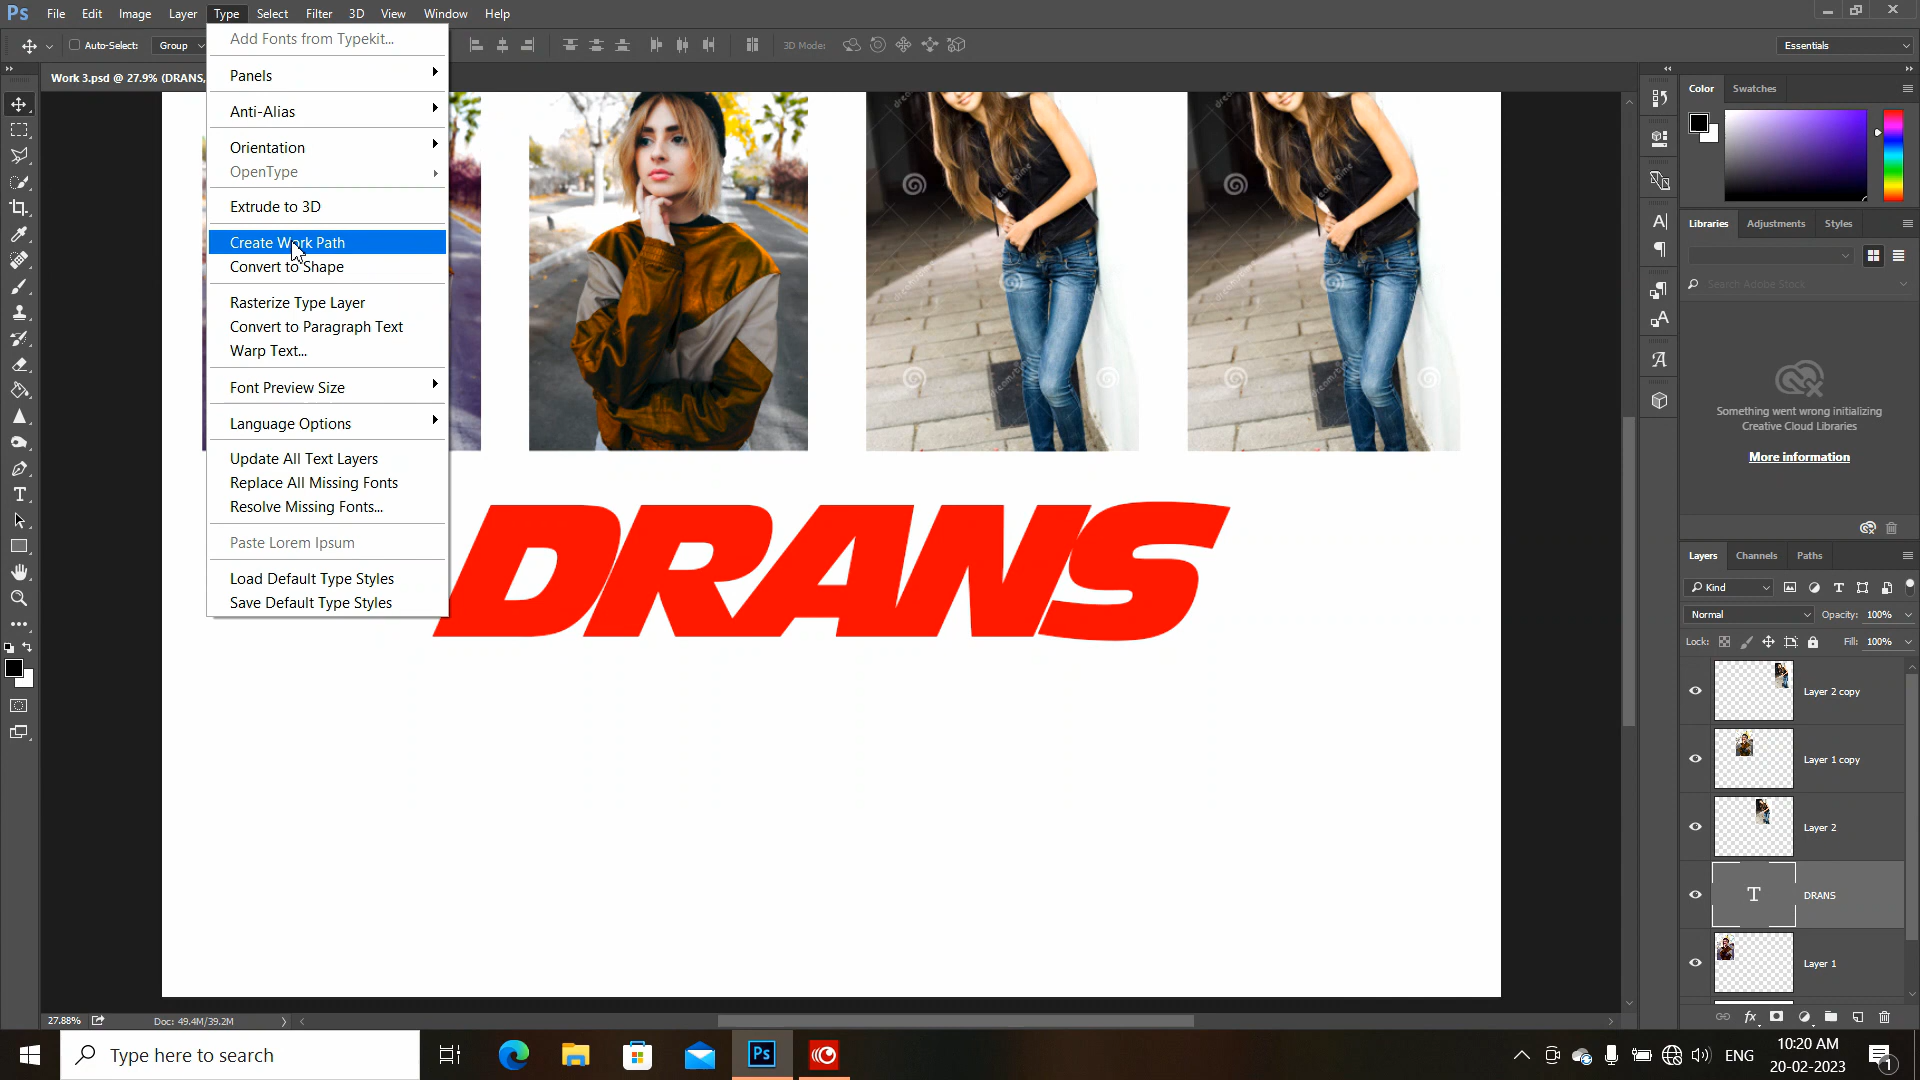 Ps File Edit Image Layer Type Select Filter 3D View Window Help
Auto-Select: Group 3D Mode: Essentials
Work 3.psd @ 27.9% (DRANS,
Add Fonts from Typekit...
Panels
Anti-Alias
Orientation
OpenType
Extrude to 3D
Create Work Path
Convert to Shape
Rasterize Type Layer
Convert to Paragraph Text
Warp Text...
Font Preview Size
Language Options
Update All Text Layers
Replace All Missing Fonts
Resolve Missing Fonts...
Paste Lorem Ipsum
Load Default Type Styles
Save Default Type Styles
DRANS
Color Swatches
Libraries Adjustments Styles
Search Adobe Stock
Something went wrong initializing
Creative Cloud Libraries
More information
Layers Channels Paths
Kind
Normal Opacity: 100%
Lock: Fill: 100%
Layer 2 copy
Layer 1 copy
Layer 2
T DRANS
Layer 1
27.88% Doc: 49.4M/39.2M
Type here to search
Ps
ENG
10:20 AM
20-02-2023
1